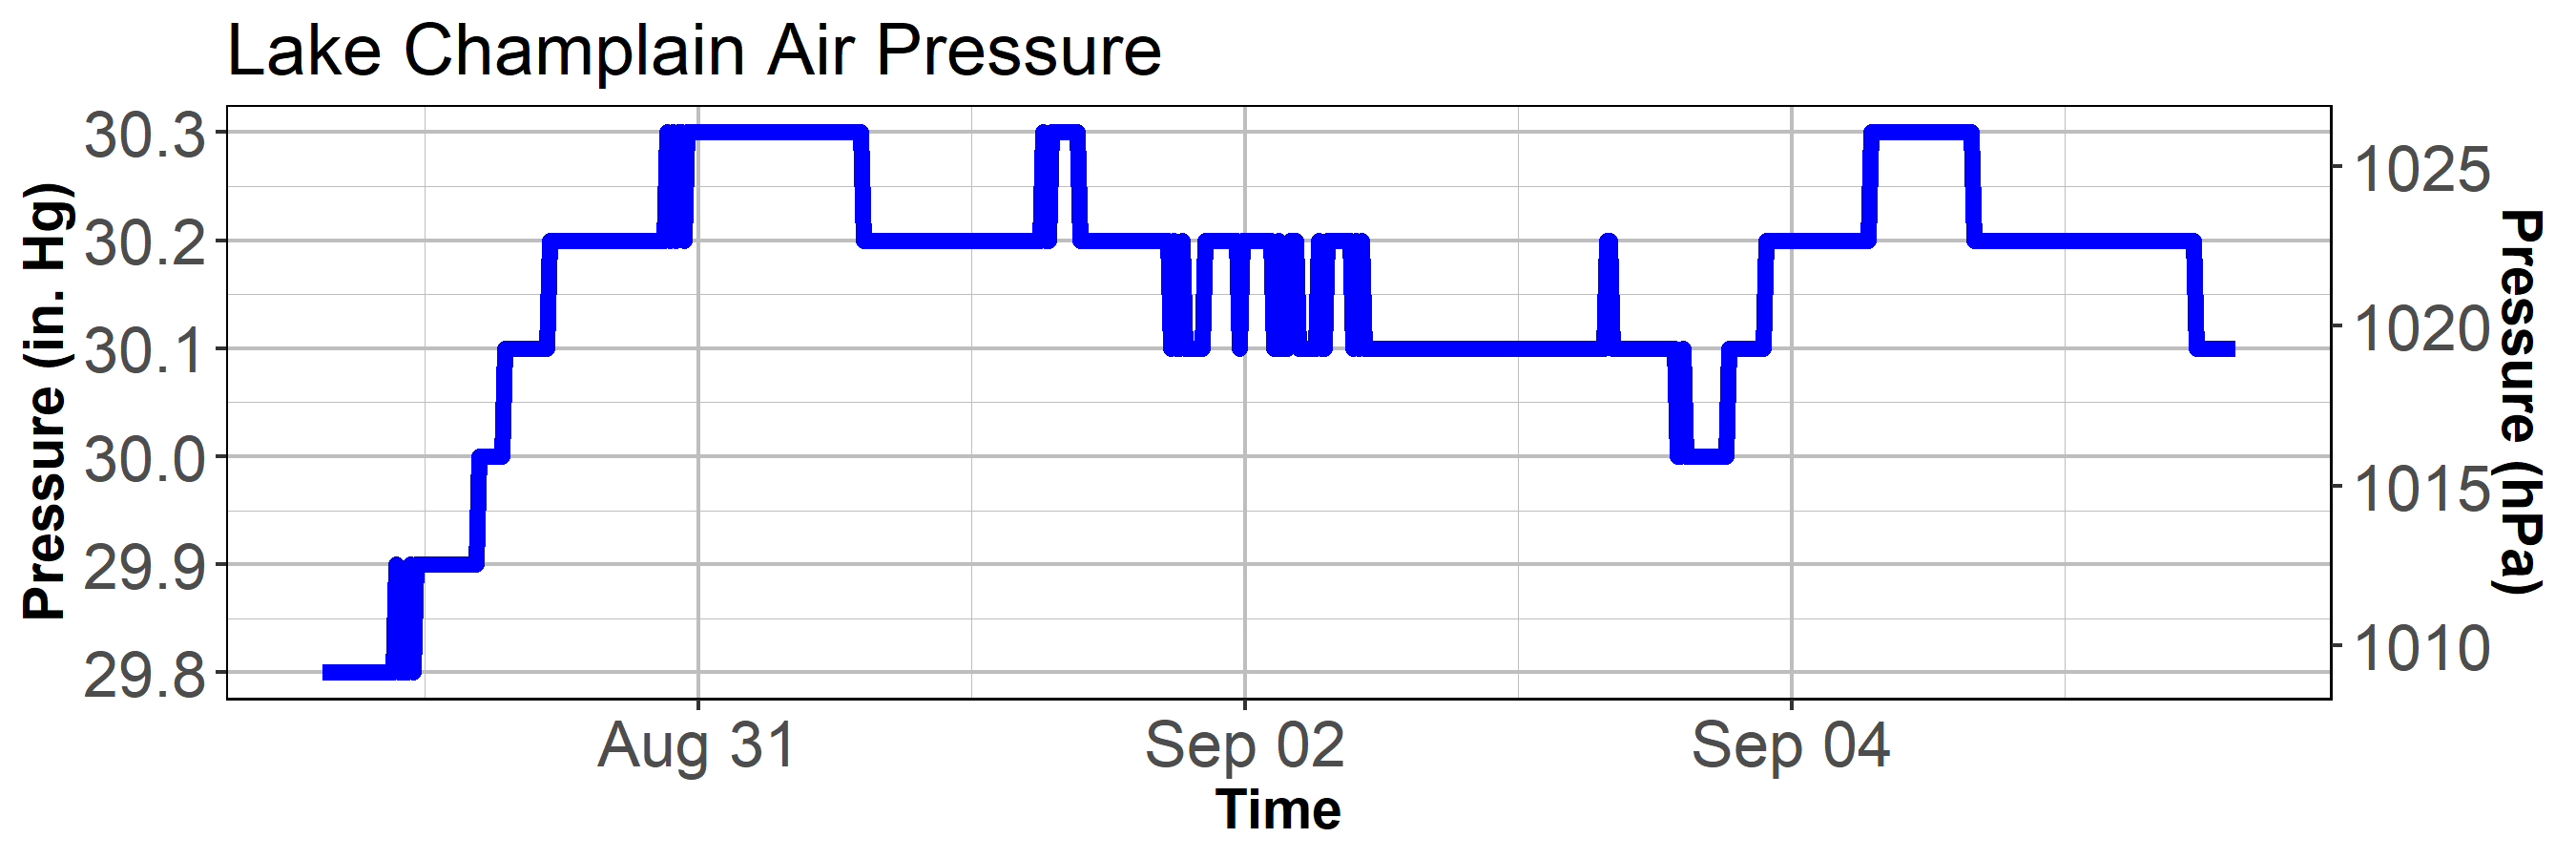 Lake Champlain Air Pressure
Pressure (in. Hg)
30.3
30.2
30.1
30.0
29.9
29.8
1025
1020
1015
1010
Pressure (hPa)
Aug 31
Sep 02
Sep 04
Time